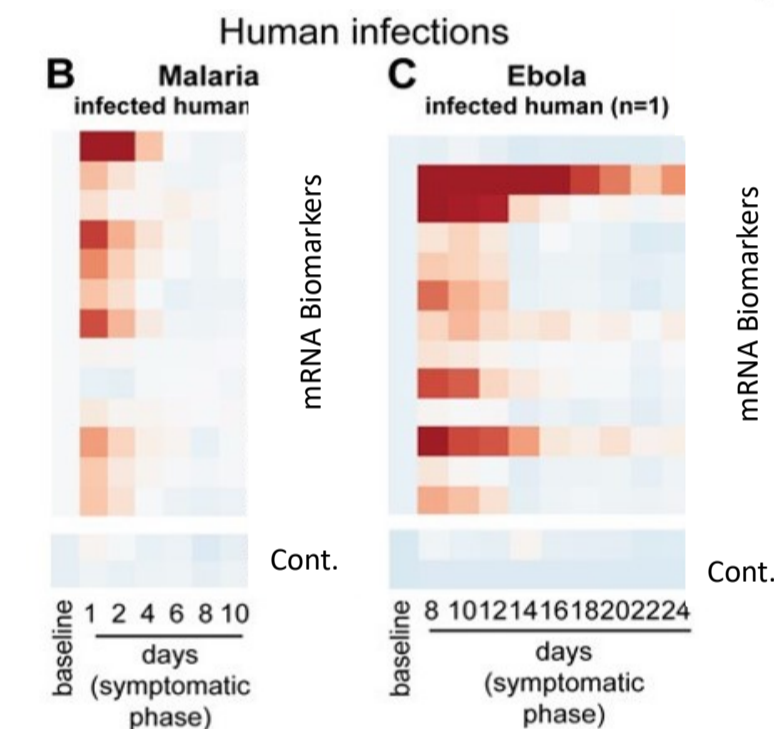 Human infections
B Malaria
infected human
mRNA Biomarkers
Cont.
baseline 1 2 4 6 8 10
days
(symptomatic
phase)
C Ebola
infected human (n=1)
mRNA Biomarkers
Cont.
baseline 8 10 12 14 16 18 20 22 24
days
(symptomatic
phase)